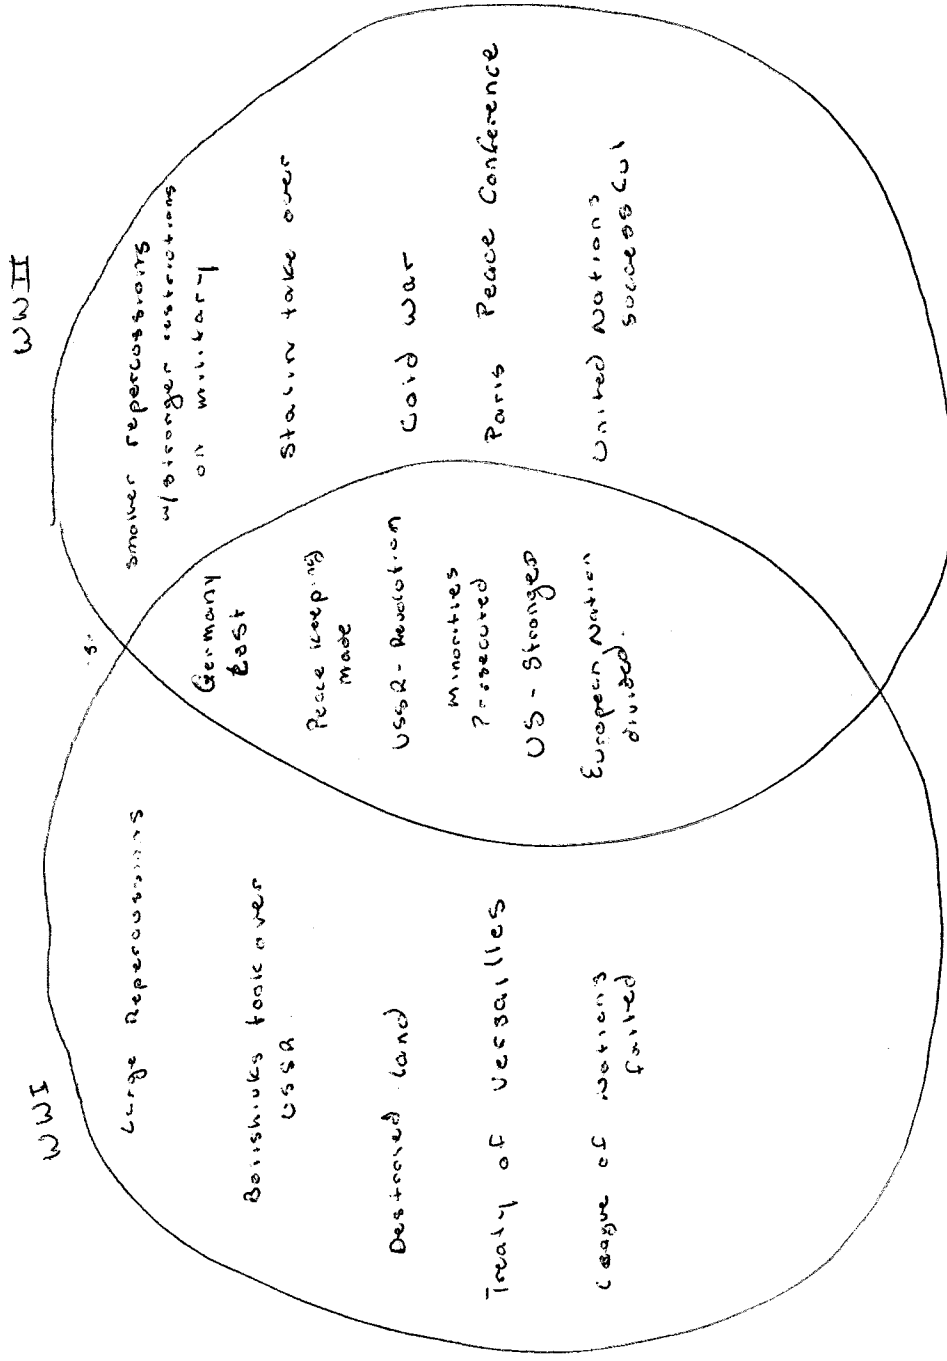 WWI
Large Repercussions
Bolshivks took over
USSR
Destroyed land
Treaty of Versailles
League of Nations
failed
Germany
Lost
Peace Keeping
Made
USSR - Revolution
Minorities
Prosecuted
US - Stronger
European Nation
divided
WWII
smaller repercussions
w/ stronger restrictions
on military
Stalin take over
Cold War
Paris Peace Conference
United Nations
successful